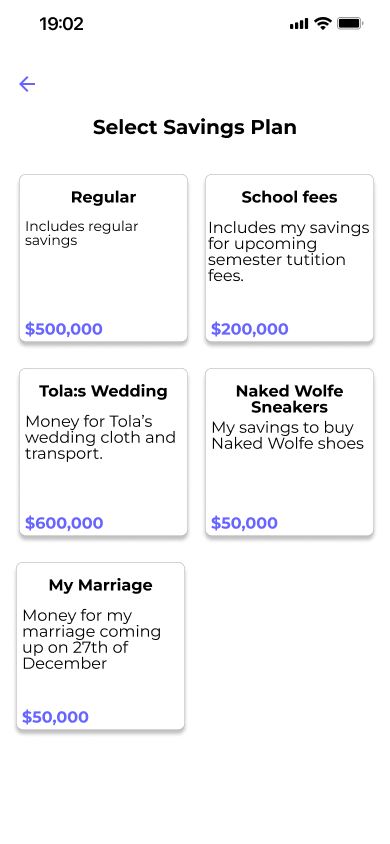 19:02
Select Savings Plan
Regular
Includes regular
savings
$500,000
School fees
Includes my savings
for upcoming
semester tutition
fees.
$200,000
Tola:s Wedding
Money for Tola’s
wedding cloth and
transport.
$600,000
Naked Wolfe
Sneakers
My savings to buy
Naked Wolfe shoes
$50,000
My Marriage
Money for my
marriage coming
up on 27th of
December
$50,000